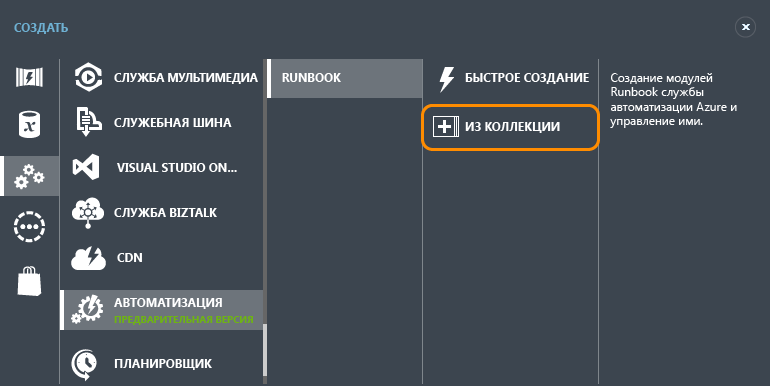 СОЗДАТЬ
СЛУЖБА МУЛЬТИМЕДИА
СЛУЖЕБНАЯ ШИНА
VISUAL STUDIO ON...
СЛУЖБА BIZTALK
CDN
АВТОМАТИЗАЦИЯ
ПРЕДВАРИТЕЛЬНАЯ ВЕРСИЯ
ПЛАНИРОВЩИК
RUNBOOK
БЫСТРОЕ СОЗДАНИЕ
ИЗ КОЛЛЕКЦИИ
Создание модулей
Runbook службы
автоматизации Azure и
управление ими.